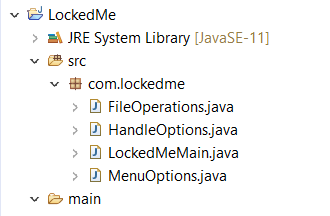 LockedMe
JRE System Library [JavaSE-11]
src
com.lockedme
FileOperations.java
HandleOptions.java
LockedMeMain.java
MenuOptions.java
main